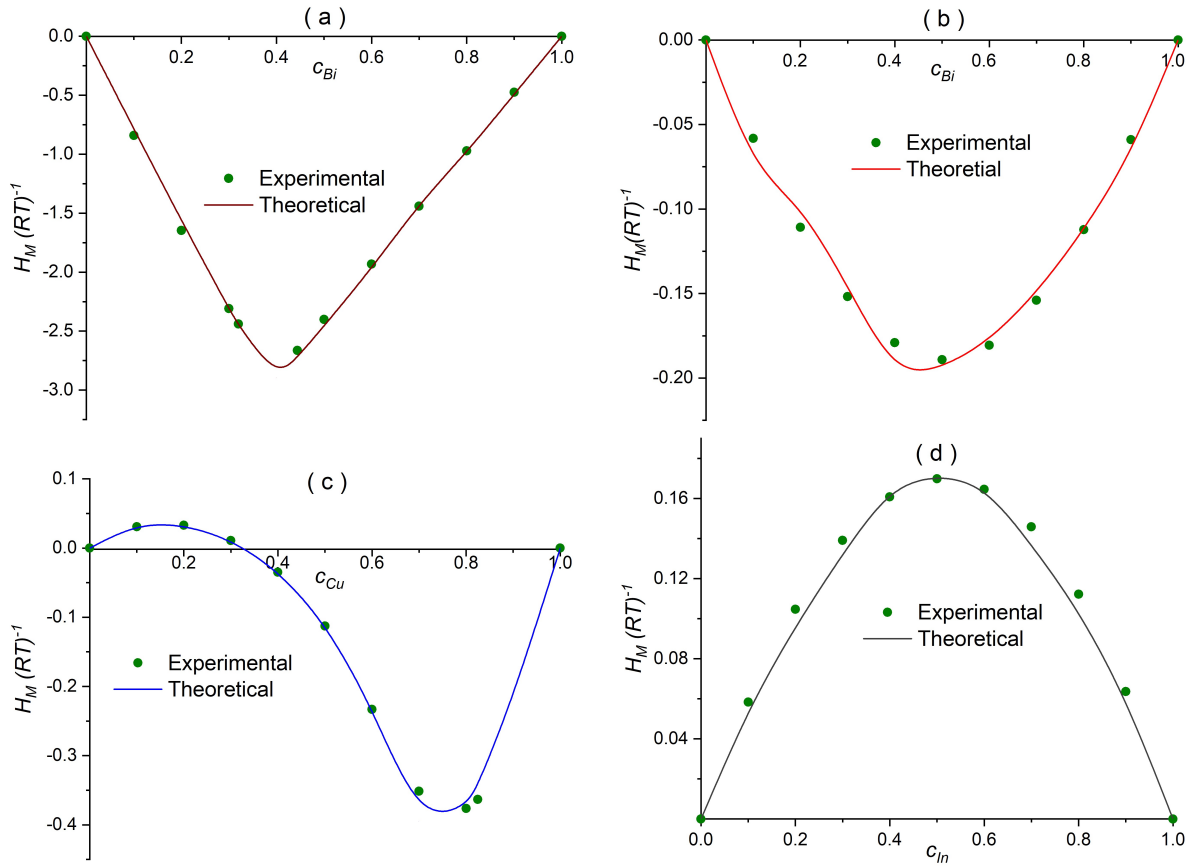 ( a )
0.0
-0.5
-1.0
-1.5
-2.0
-2.5
-3.0
0.2 0.4 0.6 0.8 1.0
c_Bi
H_M (RT)^-1
Experimental
Theoretical
( b )
0.00
-0.05
-0.10
-0.15
-0.20
0.2 0.4 0.6 0.8 1.0
c_Bi
H_M(RT)^-1
Experimental
Theoretial
( c )
0.1
0.0
-0.1
-0.2
-0.3
-0.4
0.2 0.4 0.6 0.8 1.0
c_Cu
H_M (RT)^-1
Experimental
Theoretical
( d )
0.16
0.12
0.08
0.04
0.0 0.2 0.4 0.6 0.8 1.0
c_In
H_M (RT)^-1
Experimental
Theoretical